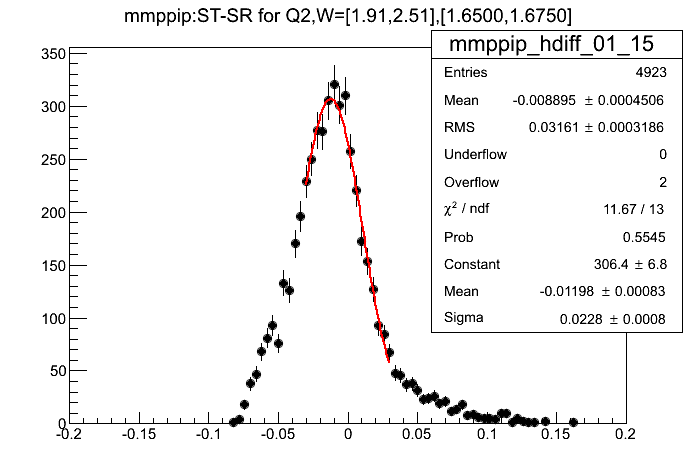 mmppip:ST-SR for Q2,W=[1.91,2.51],[1.6500,1.6750]
mmppip_hdiff_01_15
Entries 4923
Mean -0.008895 ± 0.0004506
RMS 0.03161 ± 0.0003186
Underflow 0
Overflow 2
χ² / ndf 11.67 / 13
Prob 0.5545
Constant 306.4 ± 6.8
Mean -0.01198 ± 0.00083
Sigma 0.0228 ± 0.0008
350
300
250
200
150
100
50
0
-0.2 -0.15 -0.1 -0.05 0 0.05 0.1 0.15 0.2